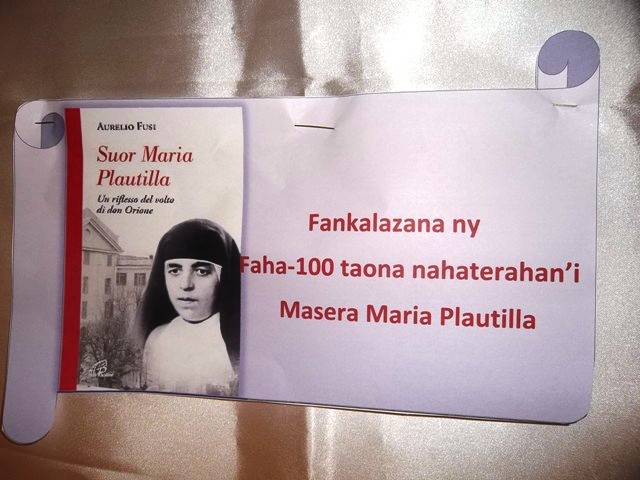 AURELIO FUSI
Suor Maria
Plautilla
Un riflesso del volto
di don Orione
Fankalazana ny
Faha-100 taona nahaterahan'i
Masera Maria Plautilla